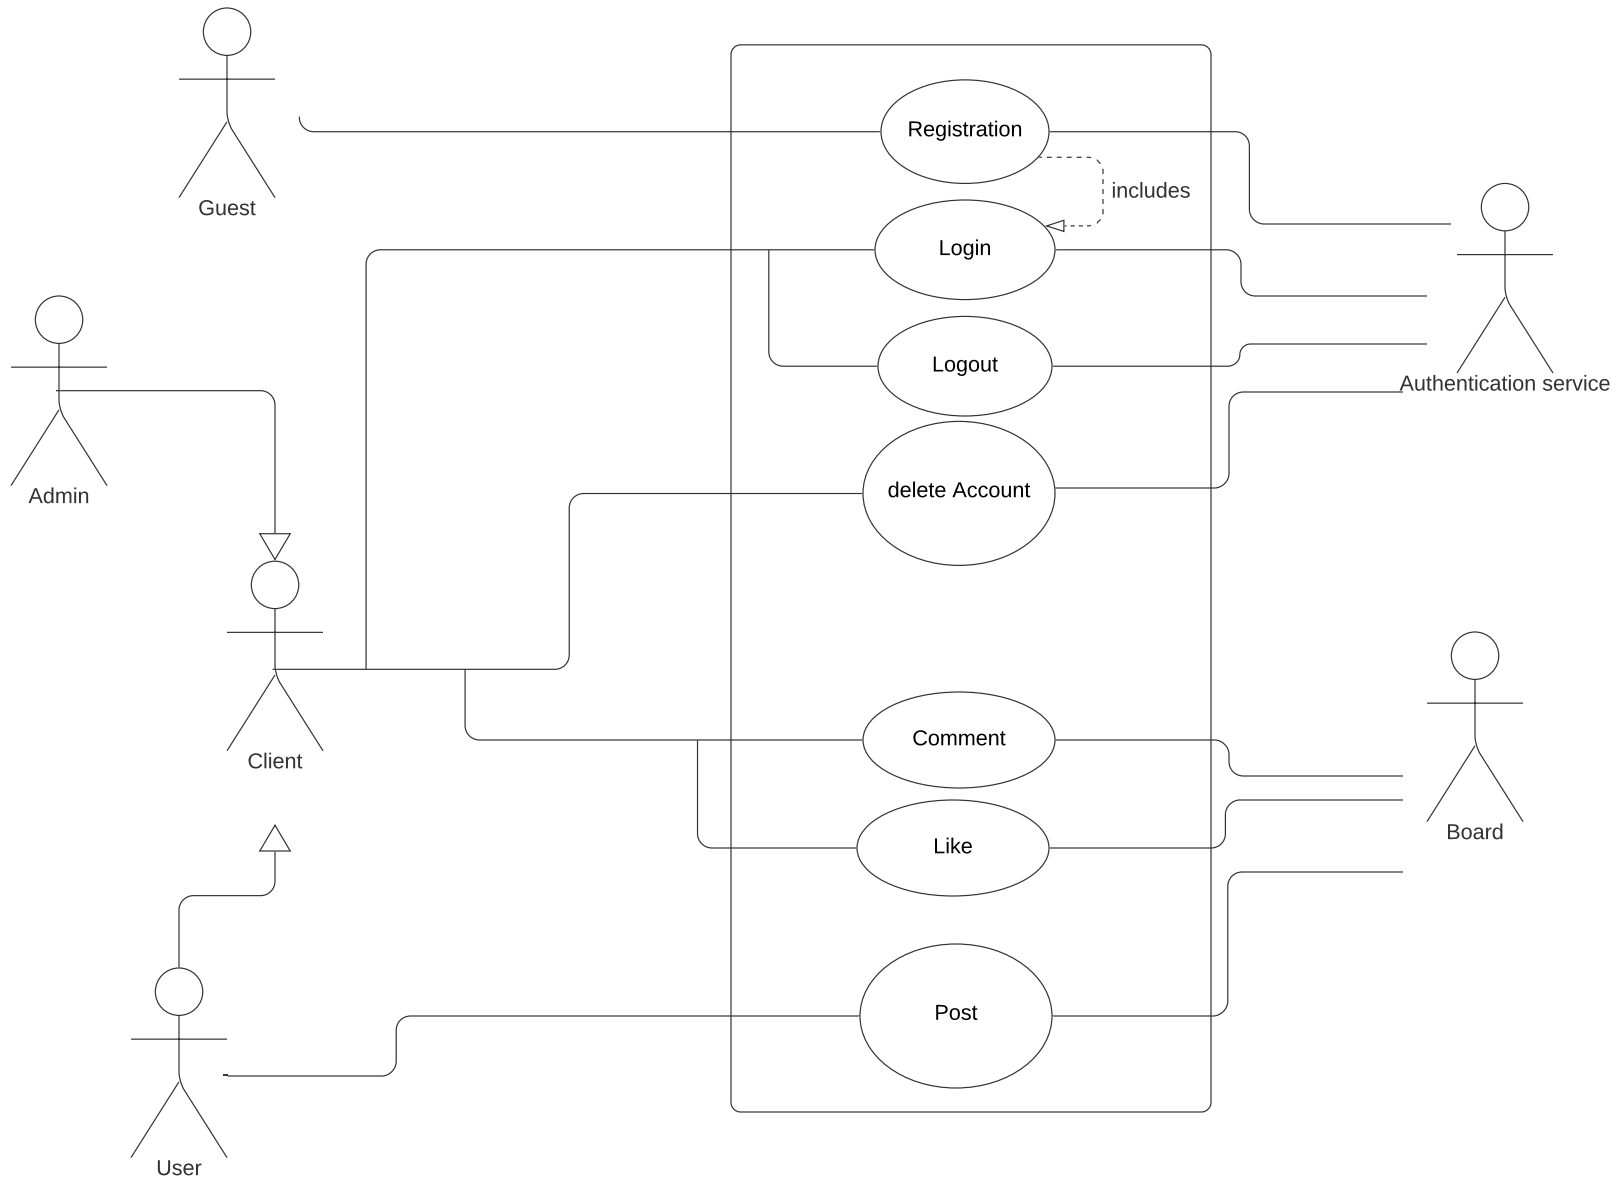 Guest
Registration
includes
Login
Logout
Authentication service
delete Account
Admin
Client
Comment
Board
Like
Post
User